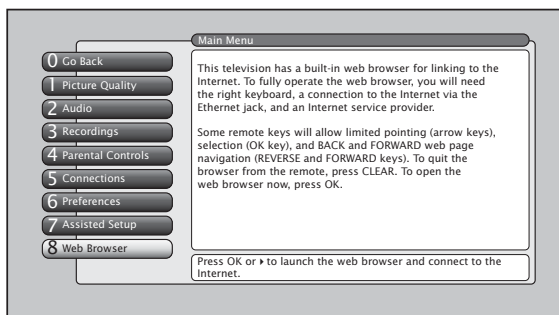 Main Menu
0 Go Back
1 Picture Quality
2 Audio
3 Recordings
4 Parental Controls
5 Connections
6 Preferences
7 Assisted Setup
8 Web Browser
This television has a built-in web browser for linking to the
Internet. To fully operate the web browser, you will need
the right keyboard, a connection to the Internet via the
Ethernet jack, and an Internet service provider.
Some remote keys will allow limited pointing (arrow keys),
selection (OK key), and BACK and FORWARD web page
navigation (REVERSE and FORWARD keys). To quit the
browser from the remote, press CLEAR. To open the
web browser now, press OK.
Press OK or ▸ to launch the web browser and connect to the
Internet.